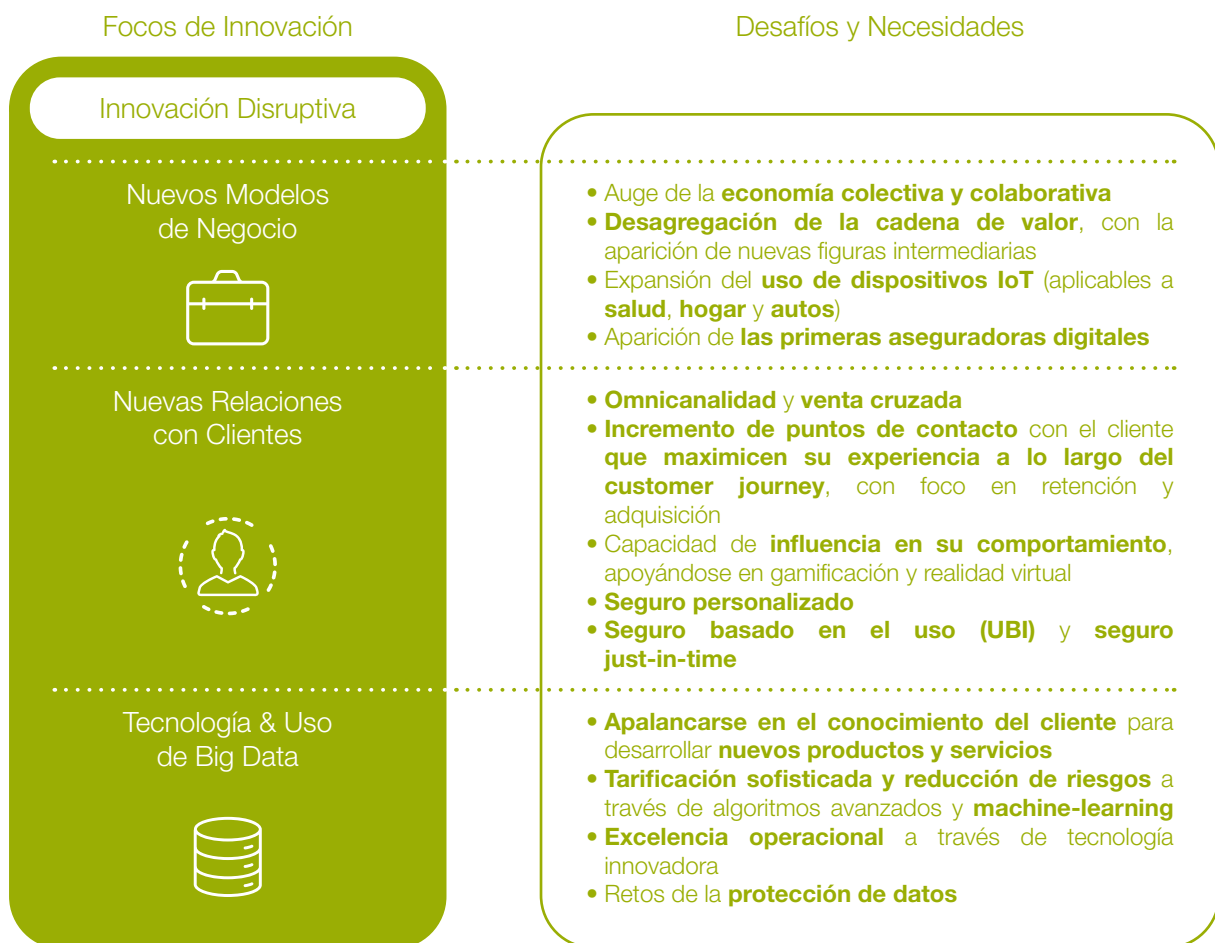 Focos de Innovación
Desafíos y Necesidades
Innovación Disruptiva
Nuevos Modelos
de Negocio
• Auge de la economía colectiva y colaborativa
• Desagregación de la cadena de valor, con la
aparición de nuevas figuras intermediarias
• Expansión del uso de dispositivos IoT (aplicables a
salud, hogar y autos)
• Aparición de las primeras aseguradoras digitales
Nuevas Relaciones
con Clientes
• Omnicanalidad y venta cruzada
• Incremento de puntos de contacto con el cliente
que maximicen su experiencia a lo largo del
customer journey, con foco en retención y
adquisición
• Capacidad de influencia en su comportamiento,
apoyándose en gamificación y realidad virtual
• Seguro personalizado
• Seguro basado en el uso (UBI) y seguro
just-in-time
Tecnología & Uso
de Big Data
• Apalancarse en el conocimiento del cliente para
desarrollar nuevos productos y servicios
• Tarificación sofisticada y reducción de riesgos a
través de algoritmos avanzados y machine-learning
• Excelencia operacional a través de tecnología
innovadora
• Retos de la protección de datos